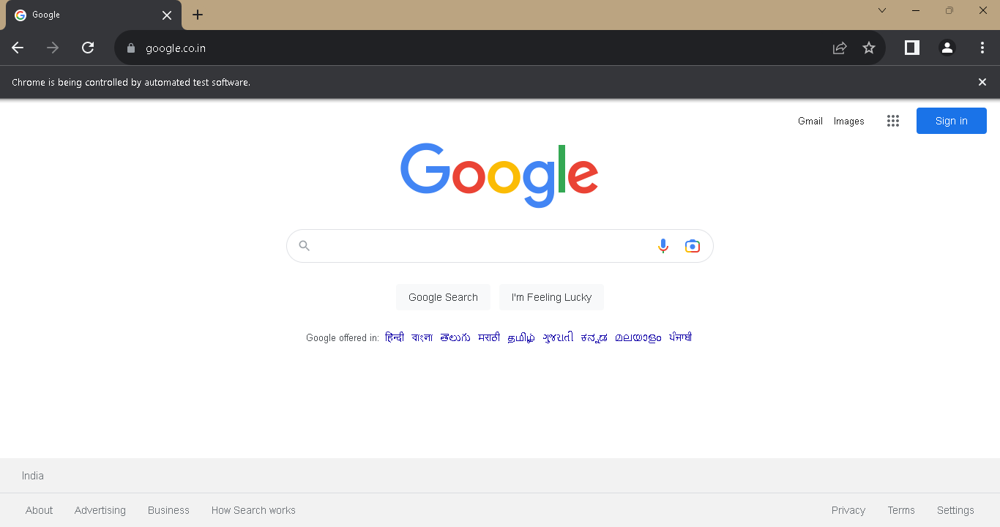 Google
google.co.in
Chrome is being controlled by automated test software.
Gmail Images Sign in
Google
Google Search I'm Feeling Lucky
Google offered in: हिन्दी বাংলা తెలుగు मराठी தமிழ் ગુજરાતી ಕನ್ನಡ മലയാളം ਪੰਜਾਬੀ
India
About Advertising Business How Search works Privacy Terms Settings